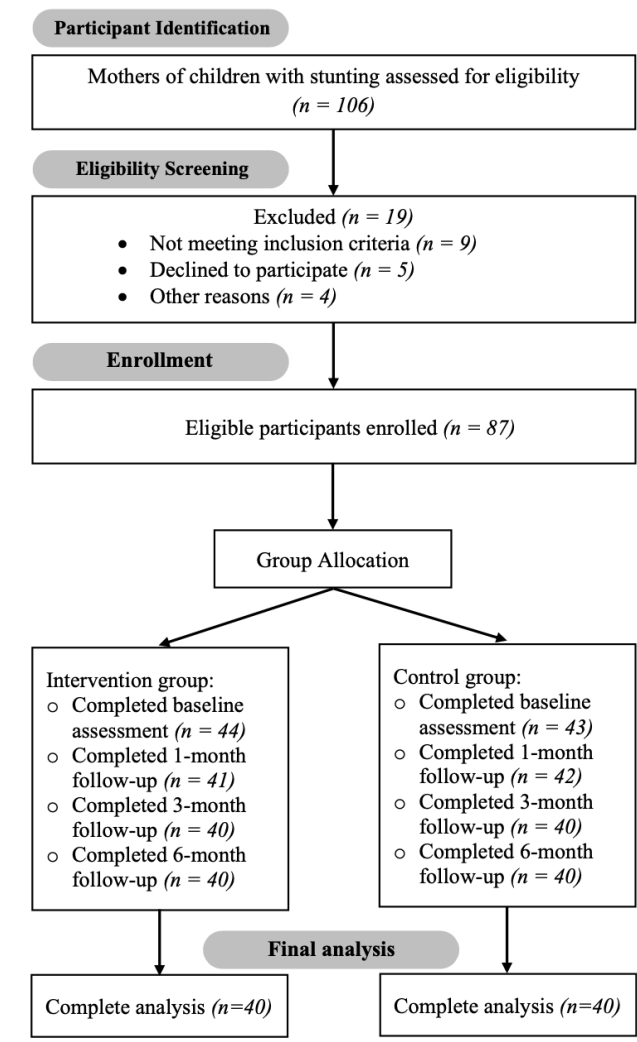 Participant Identification
Mothers of children with stunting assessed for eligibility
(n = 106)
Eligibility Screening
Excluded (n = 19)
• Not meeting inclusion criteria (n = 9)
• Declined to participate (n = 5)
• Other reasons (n = 4)
Enrollment
Eligible participants enrolled (n = 87)
Group Allocation
Intervention group:
o Completed baseline
assessment (n = 44)
o Completed 1-month
follow-up (n = 41)
o Completed 3-month
follow-up (n = 40)
o Completed 6-month
follow-up (n = 40)
Control group:
o Completed baseline
assessment (n = 43)
o Completed 1-month
follow-up (n = 42)
o Completed 3-month
follow-up (n = 40)
o Completed 6-month
follow-up (n = 40)
Final analysis
Complete analysis (n=40)
Complete analysis (n=40)